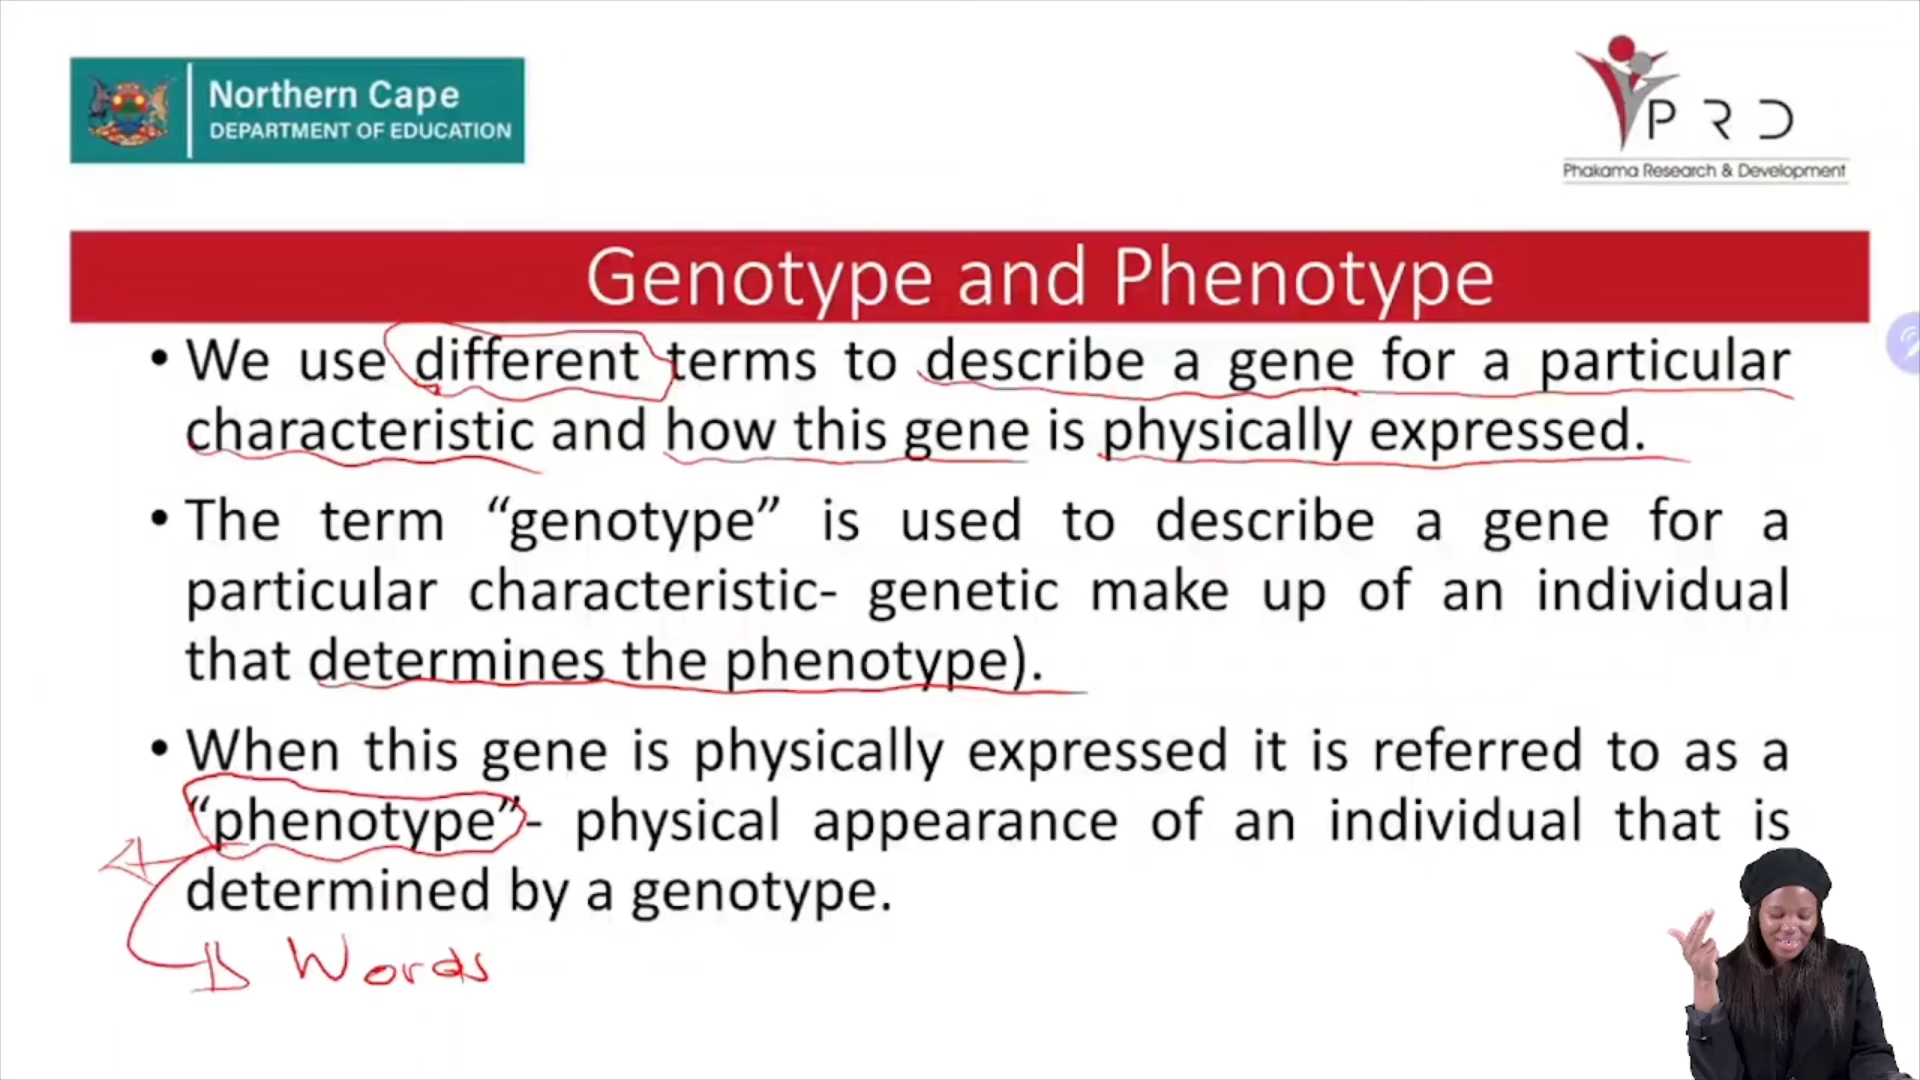 Northern Cape
DEPARTMENT OF EDUCATION
PRD
Phakama Research & Development
Genotype and Phenotype
• We use different terms to describe a gene for a particular
characteristic and how this gene is physically expressed.
• The term “genotype” is used to describe a gene for a
particular characteristic- genetic make up of an individual
that determines the phenotype).
• When this gene is physically expressed it is referred to as a
“phenotype”- physical appearance of an individual that is
determined by a genotype.
Words